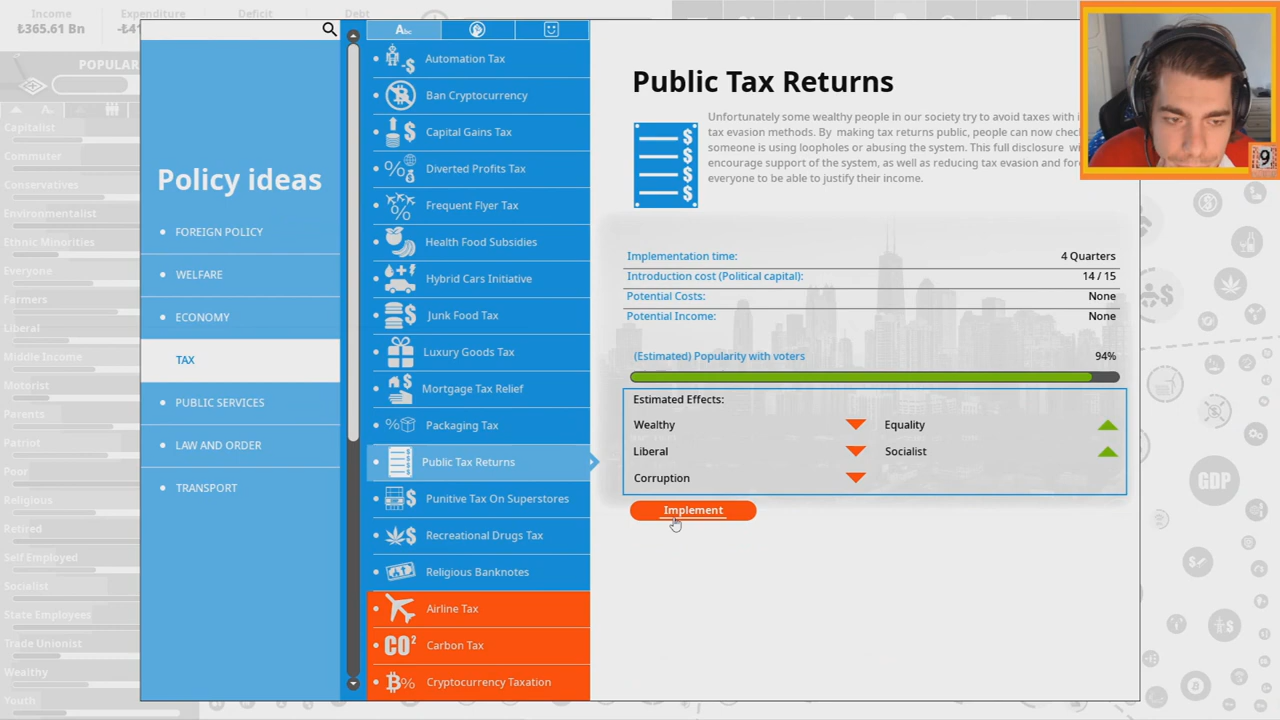 Income
Expenditure
Deficit
Debt
₺365.61 Bn
POPULAR
Capitalist
Commuter
Conservatives
Environmentalist
Ethnic Minorities
Everyone
Farmers
Liberal
Middle Income
Motorist
Parents
Patriot
Poor
Religious
Retired
Self Employed
Socialist
State Employees
Trade Unionist
Wealthy
Youth
Policy ideas
FOREIGN POLICY
WELFARE
ECONOMY
TAX
PUBLIC SERVICES
LAW AND ORDER
TRANSPORT
Abc
Automation Tax
Ban Cryptocurrency
Capital Gains Tax
Diverted Profits Tax
Frequent Flyer Tax
Health Food Subsidies
Hybrid Cars Initiative
Junk Food Tax
Luxury Goods Tax
Mortgage Tax Relief
Packaging Tax
Public Tax Returns
Punitive Tax On Superstores
Recreational Drugs Tax
Religious Banknotes
Airline Tax
CO² Carbon Tax
Cryptocurrency Taxation
Public Tax Returns
Unfortunately some wealthy people in our society try to avoid taxes with
tax evasion methods. By making tax returns public, people can now
someone is using loopholes or abusing the system. This full disclosure
encourage support of the system, as well as reducing tax evasion and
everyone to be able to justify their income.
Implementation time: 4 Quarters
Introduction cost (Political capital): 14 / 15
Potential Costs: None
Potential Income: None
(Estimated) Popularity with voters 94%
Estimated Effects:
Wealthy Equality
Liberal Socialist
Corruption
Implement
GDP
9